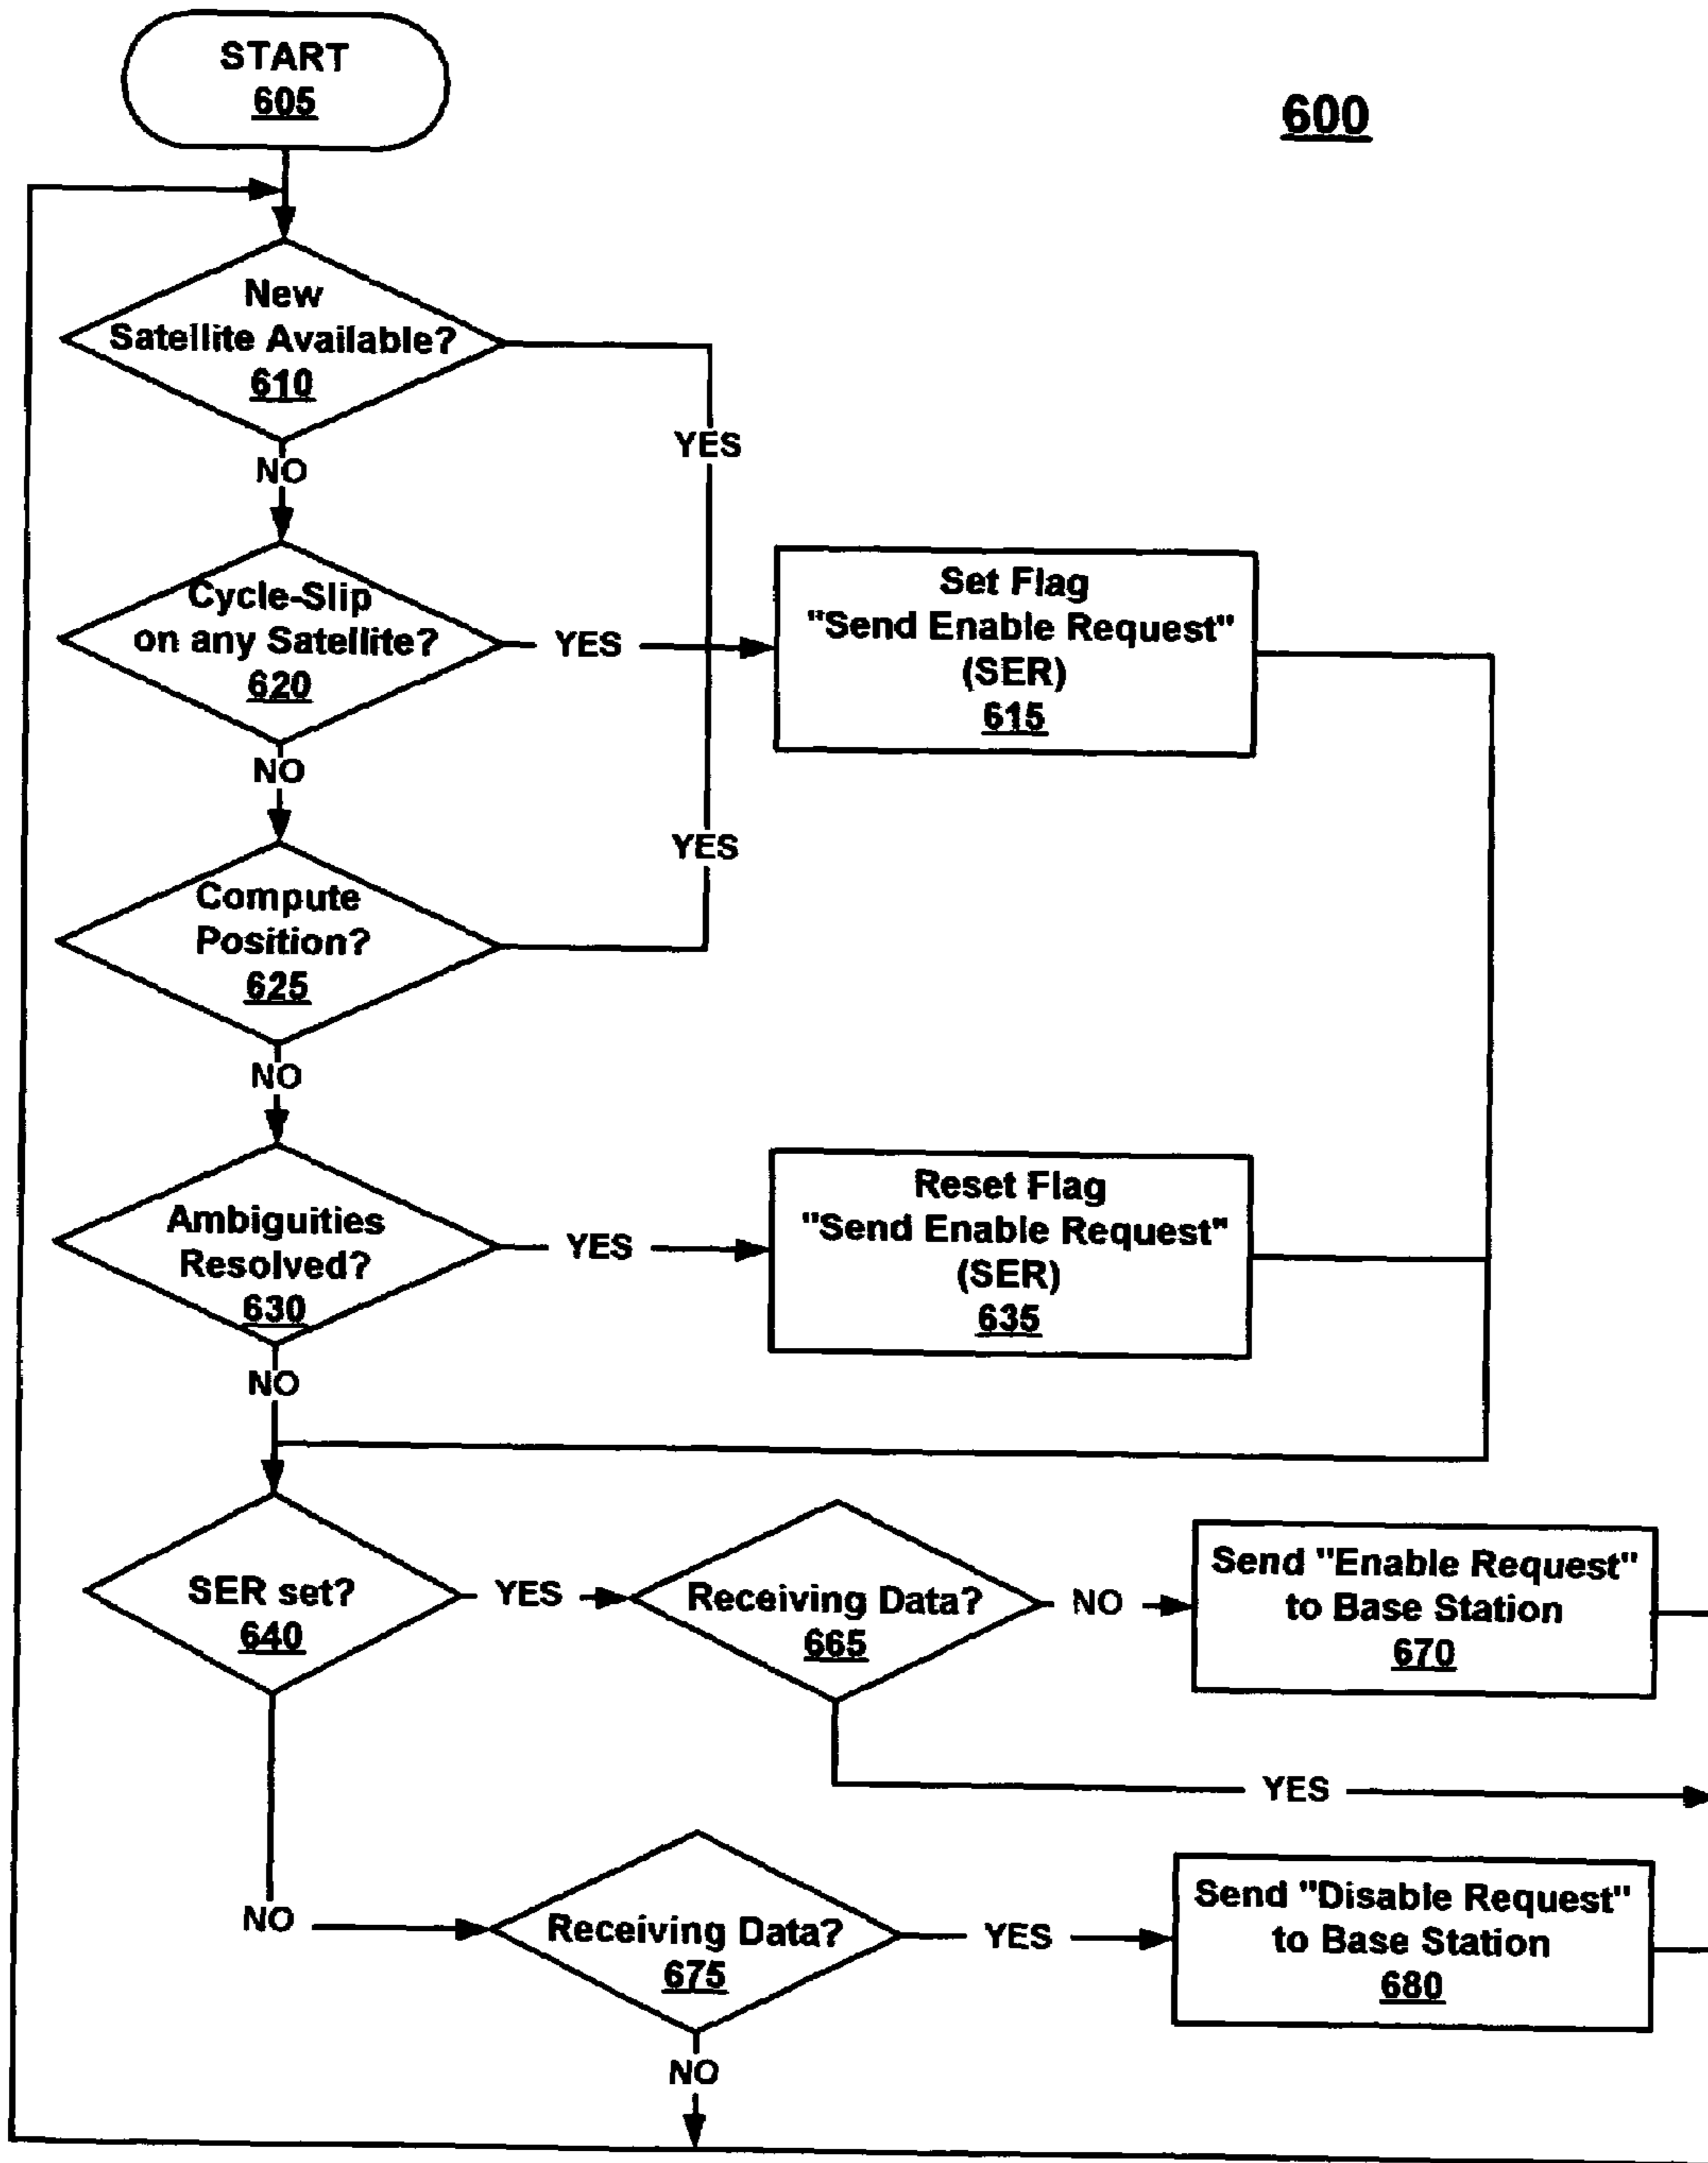 START
605
600
New
Satellite Available?
610
YES
NO
Cycle-Slip
on any Satellite?
620
YES
Set Flag
"Send Enable Request"
(SER)
615
NO
Compute
Position?
625
YES
NO
Ambiguities
Resolved?
630
YES
Reset Flag
"Send Enable Request"
(SER)
635
NO
SER set?
640
YES
Receiving Data?
665
NO
Send "Enable Request"
to Base Station
670
YES
NO
Receiving Data?
675
YES
Send "Disable Request"
to Base Station
680
NO